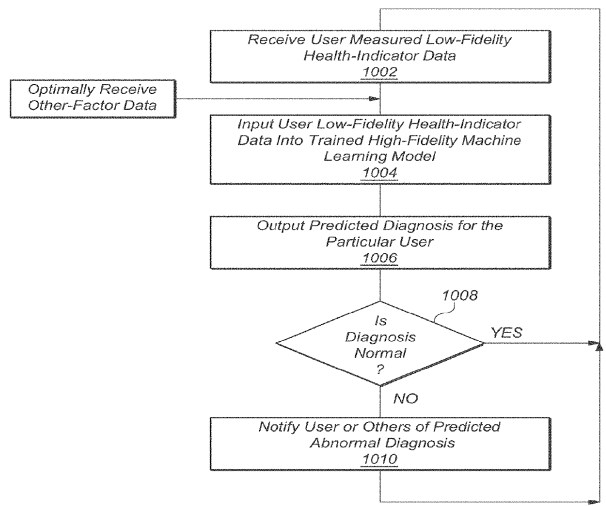 Receive User Measured Low-Fidelity
Health-Indicator Data
1002
Optimally Receive
Other-Factor Data
Input User Low-Fidelity Health-Indicator
Data Into Trained High-Fidelity Machine
Learning Model
1004
Output Predicted Diagnosis for the
Particular User
1006
1008
Is
Diagnosis
Normal
?
YES
NO
Notify User or Others of Predicted
Abnormal Diagnosis
1010